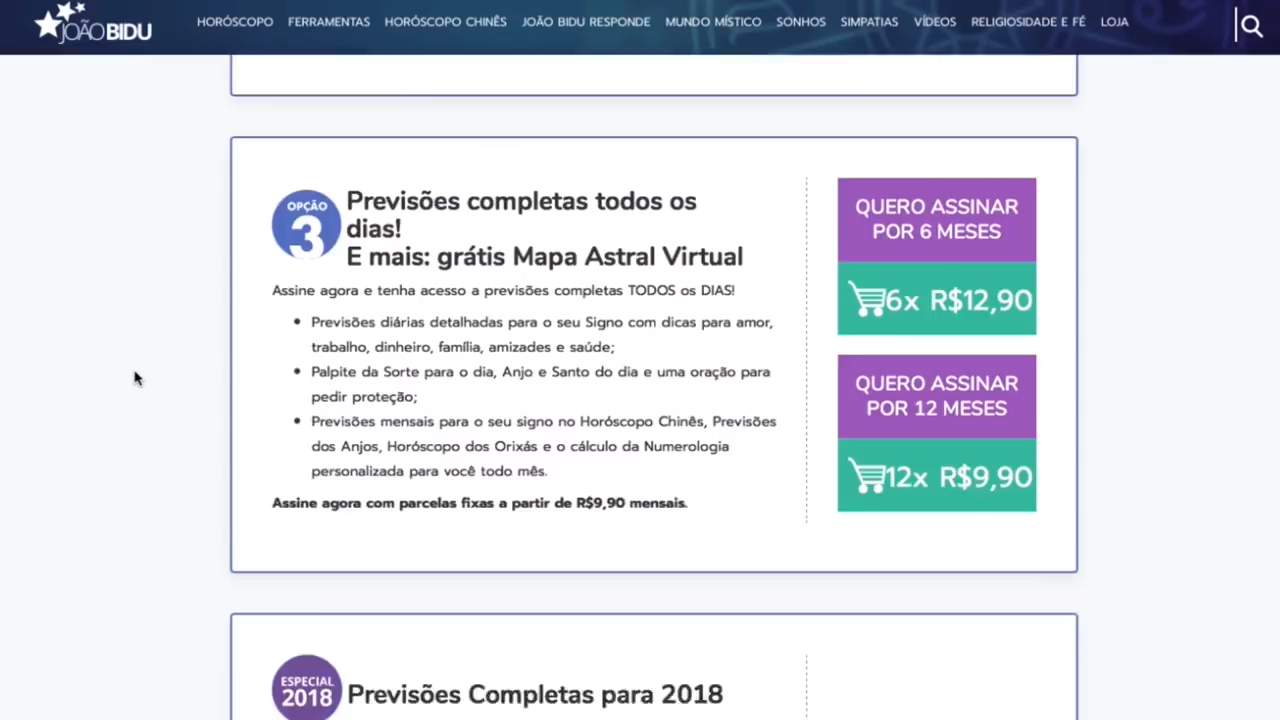 JOÃO BIDU
HORÓSCOPO FERRAMENTAS HORÓSCOPO CHINÊS JOÃO BIDU RESPONDE MUNDO MÍSTICO SONHOS SIMPATIAS VÍDEOS RELIGIOSIDADE E FÉ LOJA
OPÇÃO
3
Previsões completas todos os
dias!
E mais: grátis Mapa Astral Virtual
Assine agora e tenha acesso a previsões completas TODOS os DIAS!
• Previsões diárias detalhadas para o seu Signo com dicas para amor,
trabalho, dinheiro, família, amizades e saúde;
• Palpite da Sorte para o dia, Anjo e Santo do dia e uma oração para
pedir proteção;
• Previsões mensais para o seu signo no Horóscopo Chinês, Previsões
dos Anjos, Horóscopo dos Orixás e o cálculo da Numerologia
personalizada para você todo mês.
Assine agora com parcelas fixas a partir de R$9,90 mensais.
QUERO ASSINAR
POR 6 MESES
6x R$12,90
QUERO ASSINAR
POR 12 MESES
12x R$9,90
ESPECIAL
2018
Previsões Completas para 2018